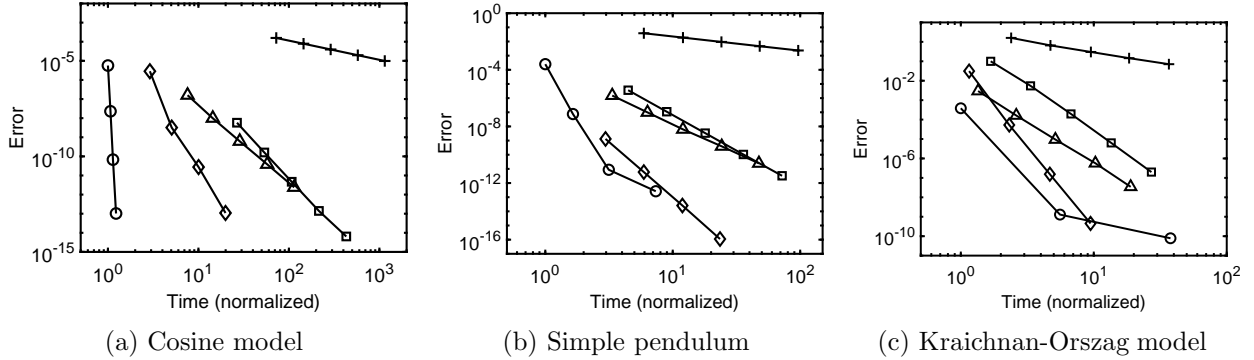 10^-5
10^-10
10^-15
Error
10^0
10^1
10^2
10^3
Time (normalized)
(a) Cosine model
10^0
10^-4
10^-8
10^-12
10^-16
Error
10^0
10^1
10^2
Time (normalized)
(b) Simple pendulum
10^-2
10^-6
10^-10
Error
10^0
10^1
10^2
Time (normalized)
(c) Kraichnan-Orszag model